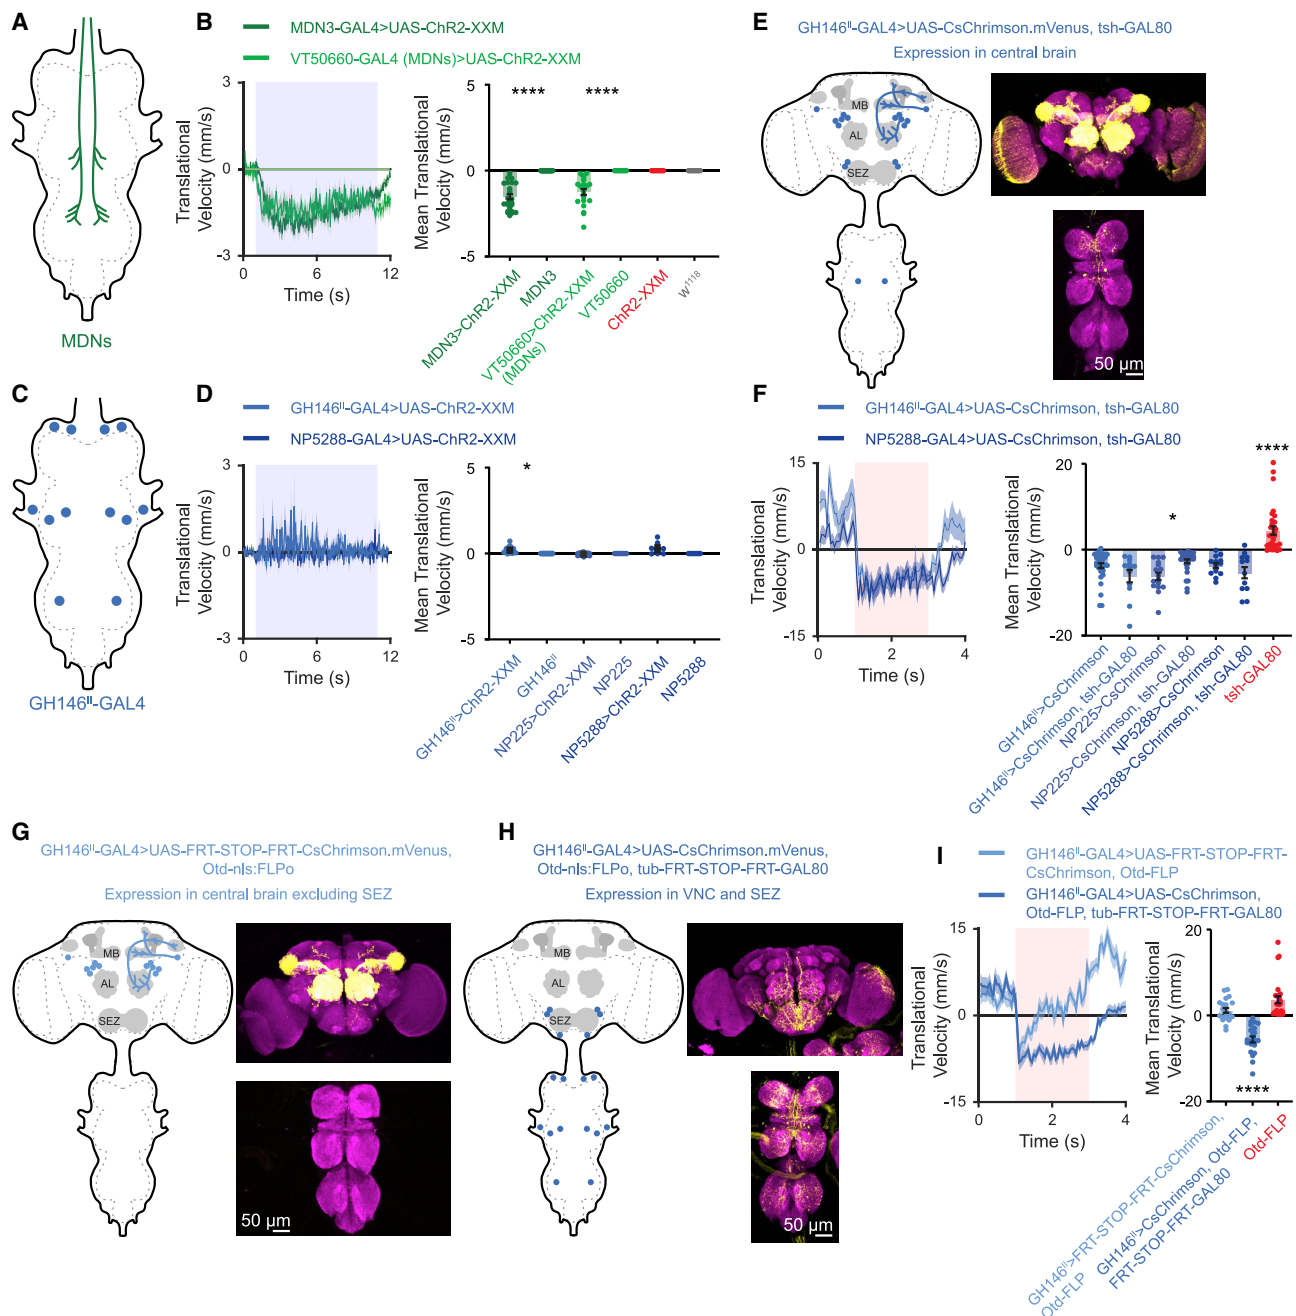 A
MDNs
B
MDN3-GAL4>UAS-ChR2-XXM
VT50660-GAL4 (MDNs)>UAS-ChR2-XXM
Translational
Velocity (mm/s)
3
0
−3
0
6
12
Time (s)
Mean Translational
Velocity (mm/s)
5
0
−5
****
****
MDN3>ChR2-XXM
MDN3
VT50660>ChR2-XXM
(MDNs)
VT50660
ChR2-XXM
w1118
C
GH146II-GAL4
D
GH146II-GAL4>UAS-ChR2-XXM
NP5288-GAL4>UAS-ChR2-XXM
Translational
Velocity (mm/s)
3
0
−3
0
6
12
Time (s)
Mean Translational
Velocity (mm/s)
5
0
−5
*
GH146II>ChR2-XXM
GH146II
NP225>ChR2-XXM
NP225
NP5288>ChR2-XXM
NP5288
E
GH146II-GAL4>UAS-CsChrimson.mVenus, tsh-GAL80
Expression in central brain
MB
AL
SEZ
50 µm
F
GH146II-GAL4>UAS-CsChrimson, tsh-GAL80
NP5288-GAL4>UAS-CsChrimson, tsh-GAL80
Translational
Velocity (mm/s)
15
0
−15
0
2
4
Time (s)
Mean Translational
Velocity (mm/s)
20
0
−20
*
****
GH146II>CsChrimson
GH146II>CsChrimson, tsh-GAL80
NP225>CsChrimson
NP225>CsChrimson, tsh-GAL80
NP5288>CsChrimson
NP5288>CsChrimson, tsh-GAL80
tsh-GAL80
G
GH146II-GAL4>UAS-FRT-STOP-FRT-CsChrimson.mVenus,
Otd-nls:FLPo
Expression in central brain excluding SEZ
MB
AL
SEZ
50 µm
H
GH146II-GAL4>UAS-CsChrimson.mVenus,
Otd-nls:FLPo, tub-FRT-STOP-FRT-GAL80
Expression in VNC and SEZ
MB
AL
SEZ
50 µm
I
GH146II-GAL4>UAS-FRT-STOP-FRT-
CsChrimson, Otd-FLP
GH146II-GAL4>UAS-CsChrimson,
Otd-FLP, tub-FRT-STOP-FRT-GAL80
Translational
Velocity (mm/s)
15
0
−15
0
2
4
Time (s)
Mean Translational
Velocity (mm/s)
20
0
−20
****
GH146II>FRT-STOP-FRT-CsChrimson,
Otd-FLP
GH146II>CsChrimson, Otd-FLP,
FRT-STOP-FRT-GAL80
Otd-FLP